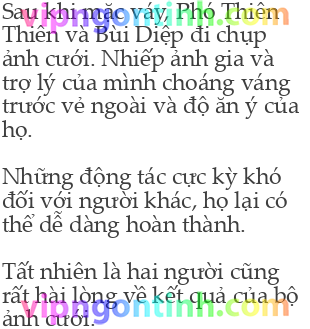 Sau khi mặc váy, Phó Thiên
Thiên và Bùi Diệp đi chụp
ảnh cưới. Nhiếp ảnh gia và
trợ lý của mình choáng váng
trước vẻ ngoài và độ ăn ý của
họ.
Những động tác cực kỳ khó
đối với người khác, họ lại có
thể dễ dàng hoàn thành.
Tất nhiên là hai người cũng
rất hài lòng về kết quả của bộ
ảnh cưới.
vipngontinh.com
vipngontinh.com